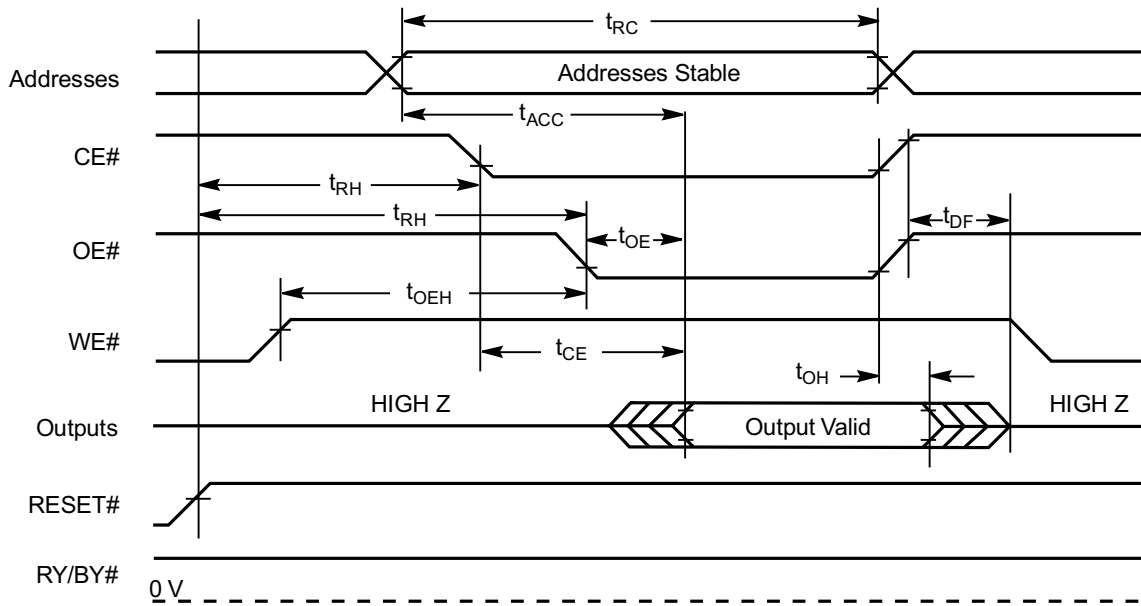 tRC
Addresses
Addresses Stable
tACC
CE#
tRH
tRH
tDF
OE#
tOE
tOEH
WE#
tCE
tOH
HIGH Z
HIGH Z
Outputs
Output Valid
RESET#
RY/BY#
0 V